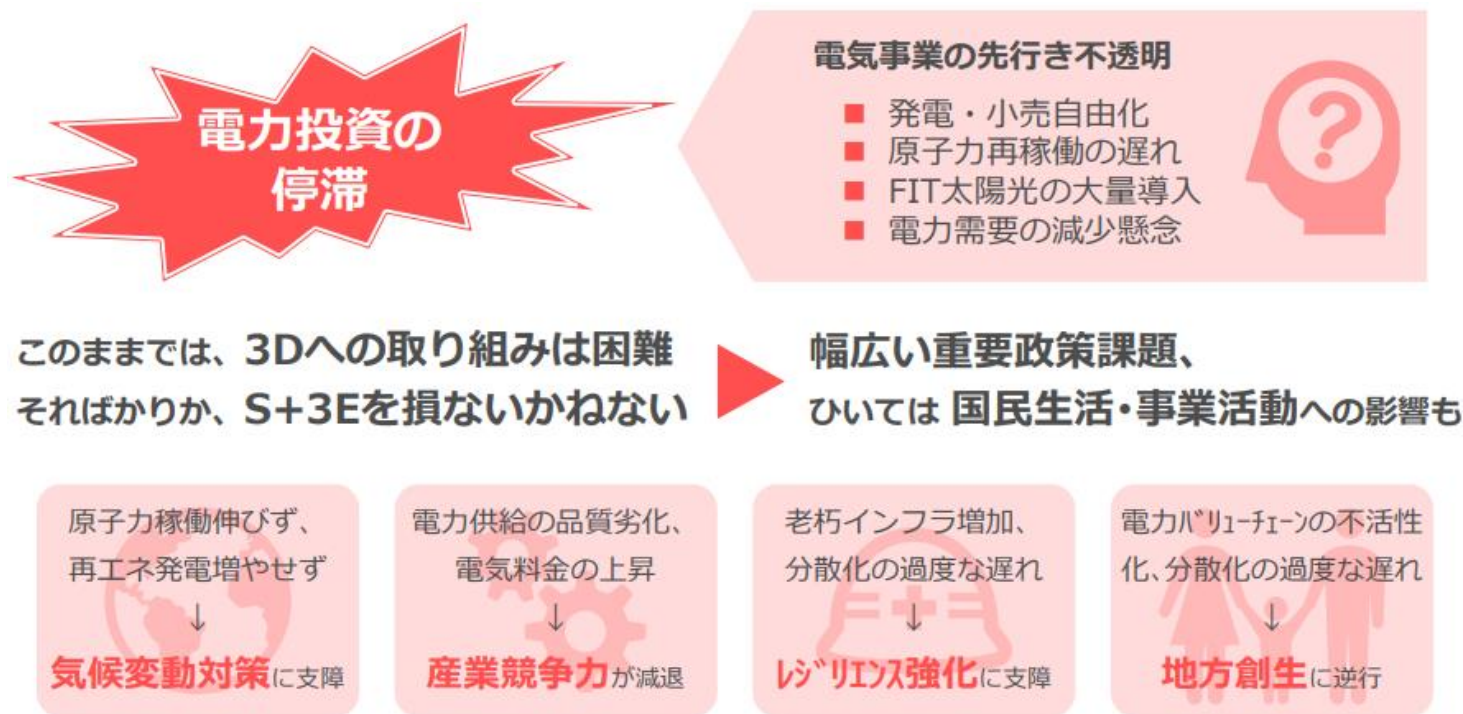 電力投資の
停滞
電気事業の先行き不透明
■ 発電・小売自由化
■ 原子力再稼働の遅れ
■ FIT太陽光の大量導入
■ 電力需要の減少懸念
?
このままでは、3Dへの取り組みは困難
そればかりか、S+3Eを損ないかねない
幅広い重要政策課題、
ひいては 国民生活・事業活動への影響も
原子力稼働伸びず、
再エネ発電増やせず
↓
気候変動対策に支障
電力供給の品質劣化、
電気料金の上昇
↓
産業競争力が減退
老朽インフラ増加、
分散化の過度な遅れ
↓
ﾚｼﾞﾘｴﾝｽ強化に支障
電力ﾊﾞﾘｭｰﾁｪｰﾝの不活性
化、分散化の過度な遅れ
↓
地方創生に逆行